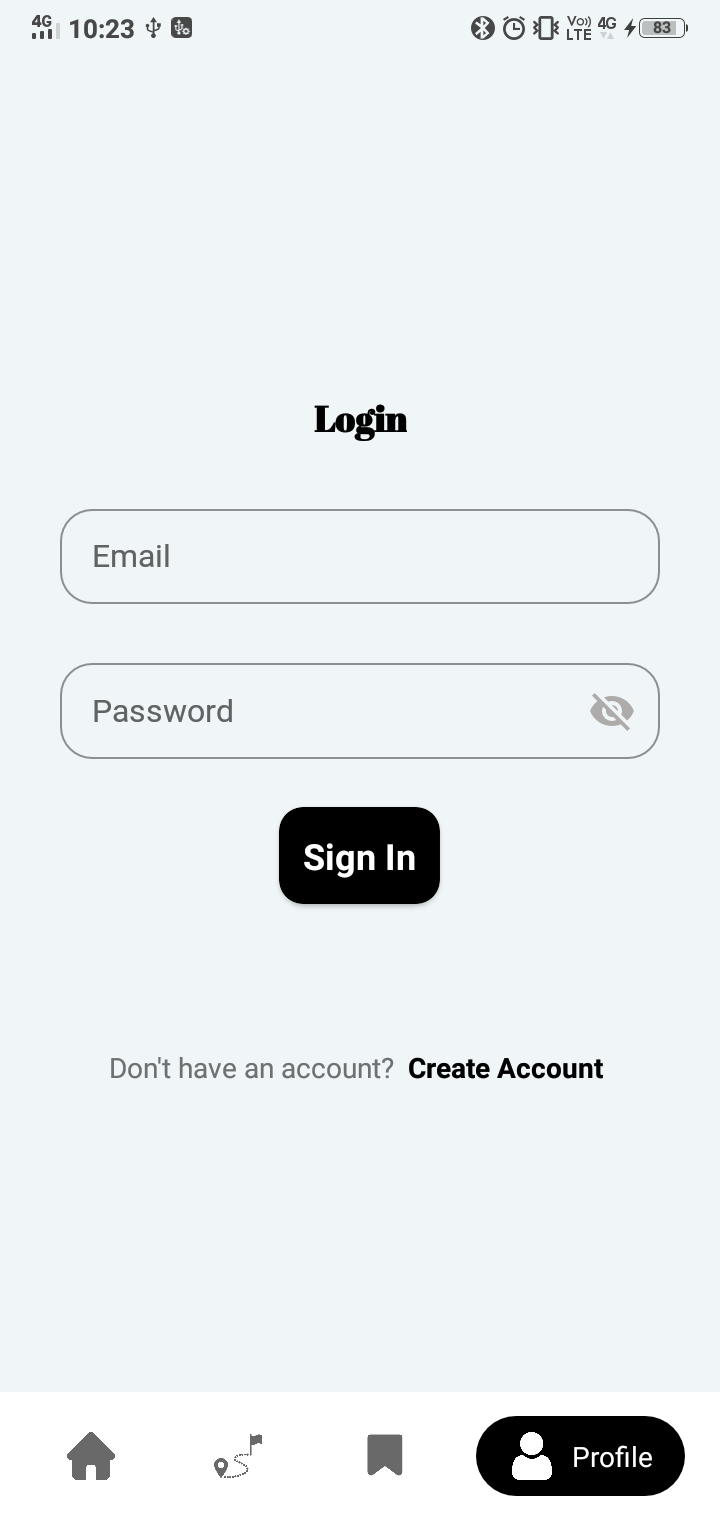 4G 10:23 Vo)) LTE 4G 83
Login
Email
Password
Sign In
Don't have an account? Create Account
Profile